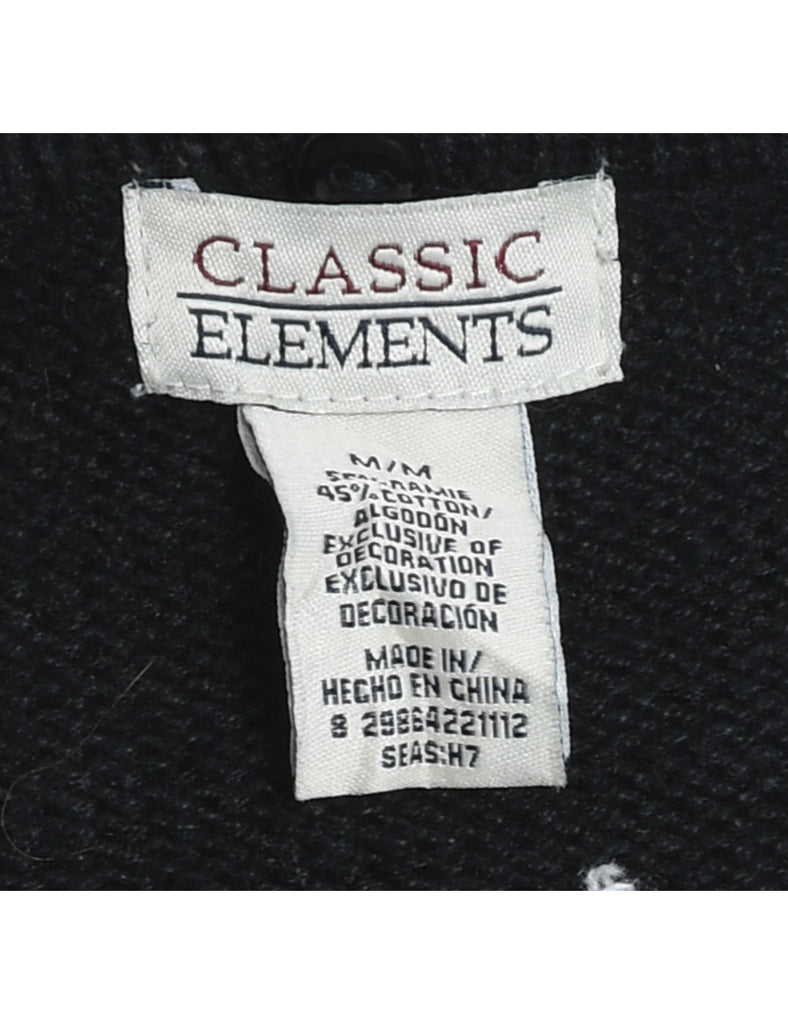 CLASSIC
ELEMENTS
M/M
RAMIE
45% COTTON/
ALGODÓN
EXCLUSIVE OF
DECORATION
EXCLUSIVO DE
DECORACIÓN
MADE IN/
HECHO EN CHINA
8 29864221112
SEAS:H7